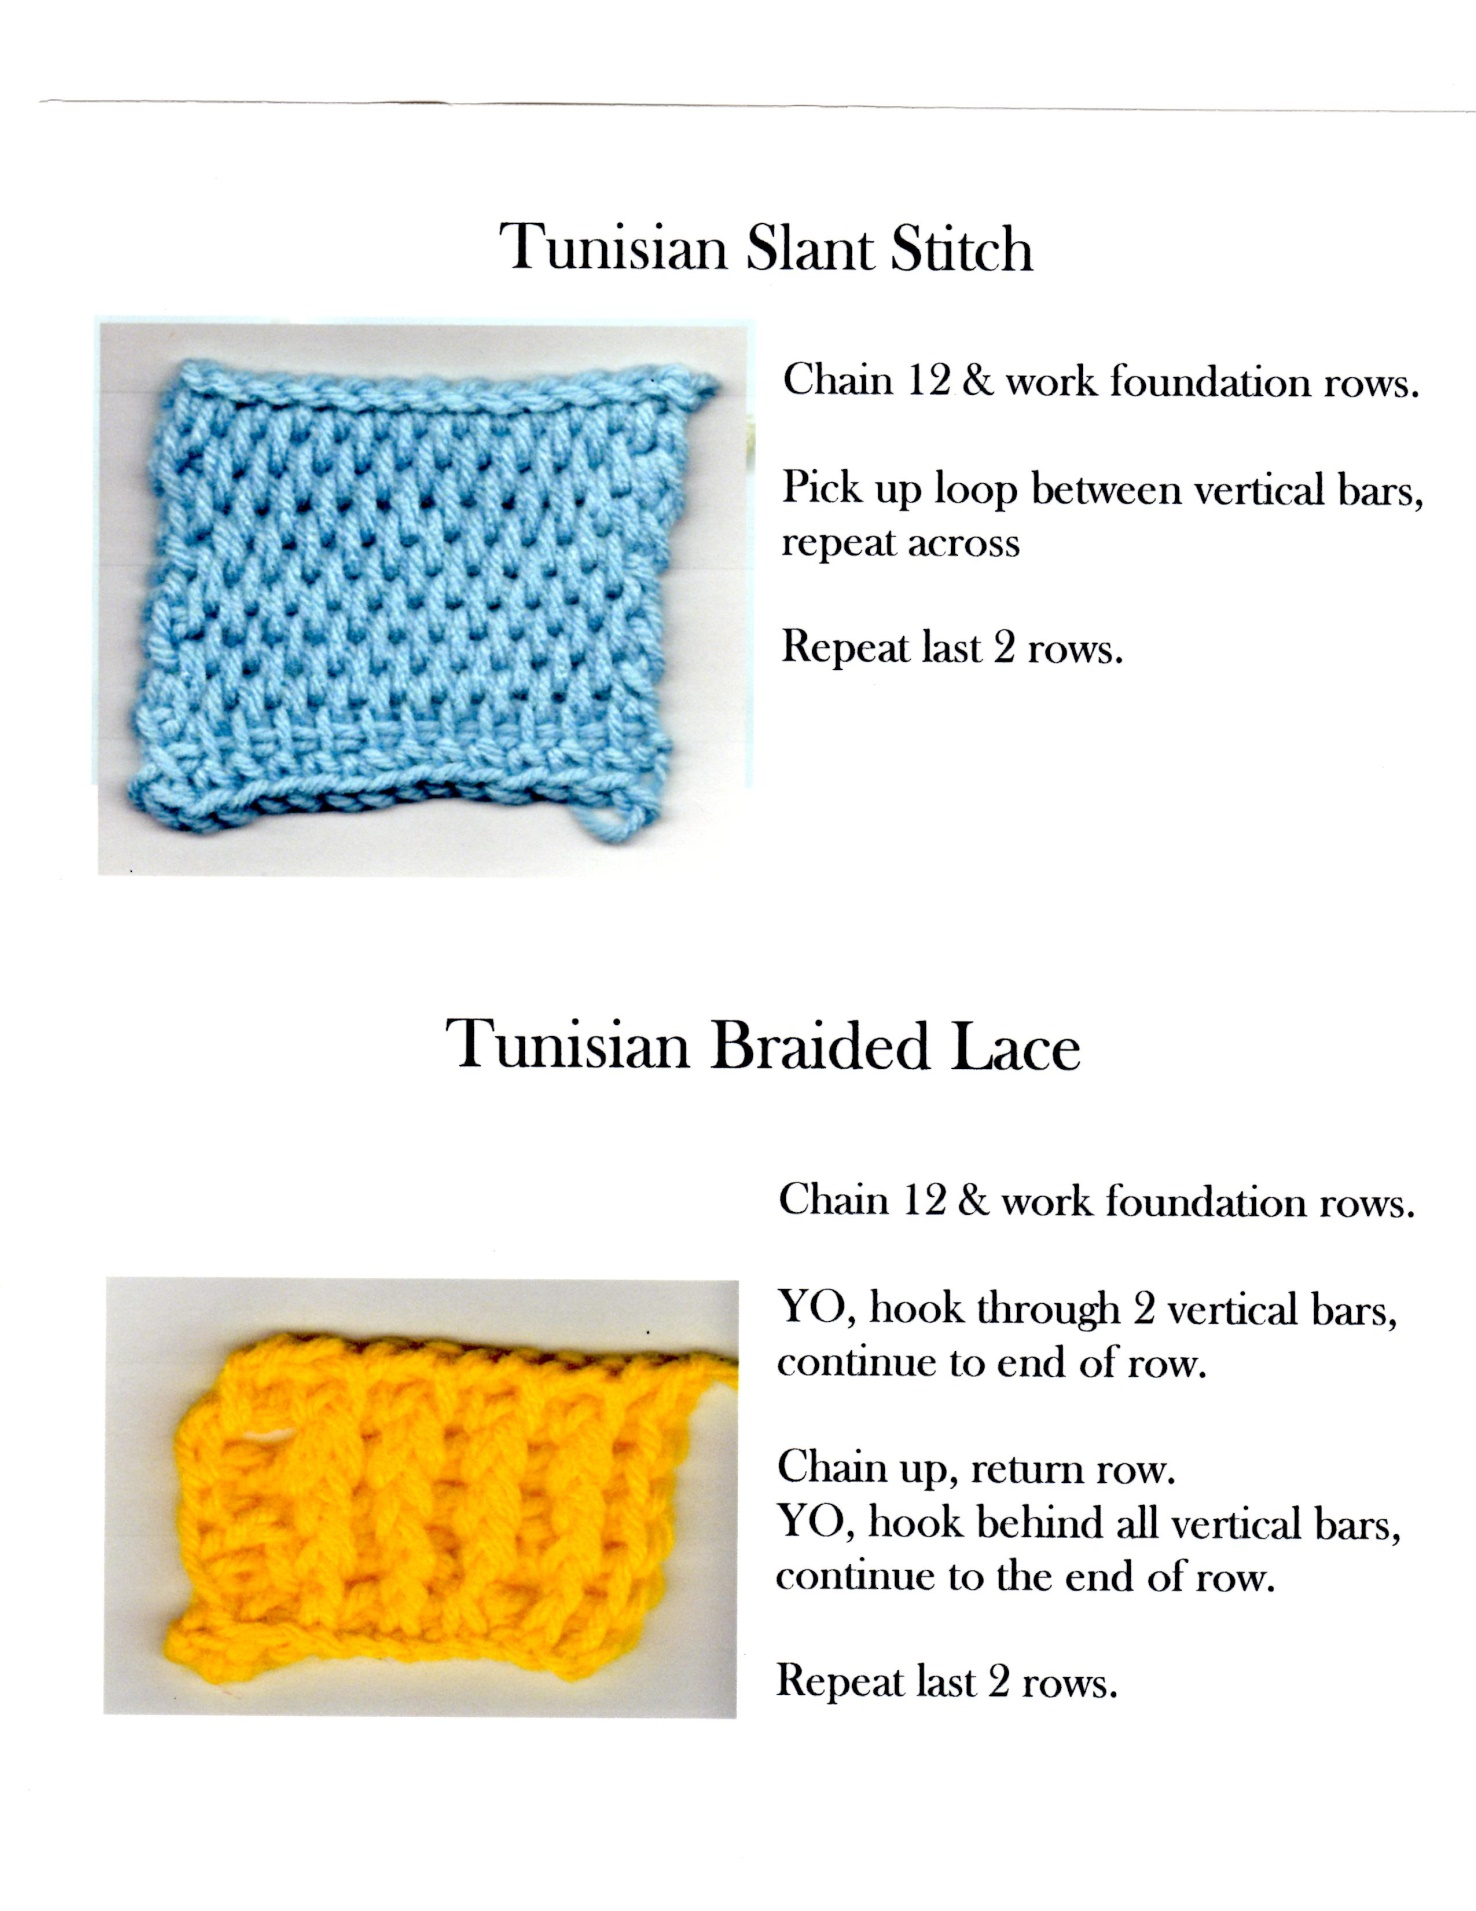 Tunisian Slant Stitch
Chain 12 & work foundation rows.
Pick up loop between vertical bars,
repeat across
Repeat last 2 rows.
Tunisian Braided Lace
Chain 12 & work foundation rows.
YO, hook through 2 vertical bars,
continue to end of row.
Chain up, return row.
YO, hook behind all vertical bars,
continue to the end of row.
Repeat last 2 rows.